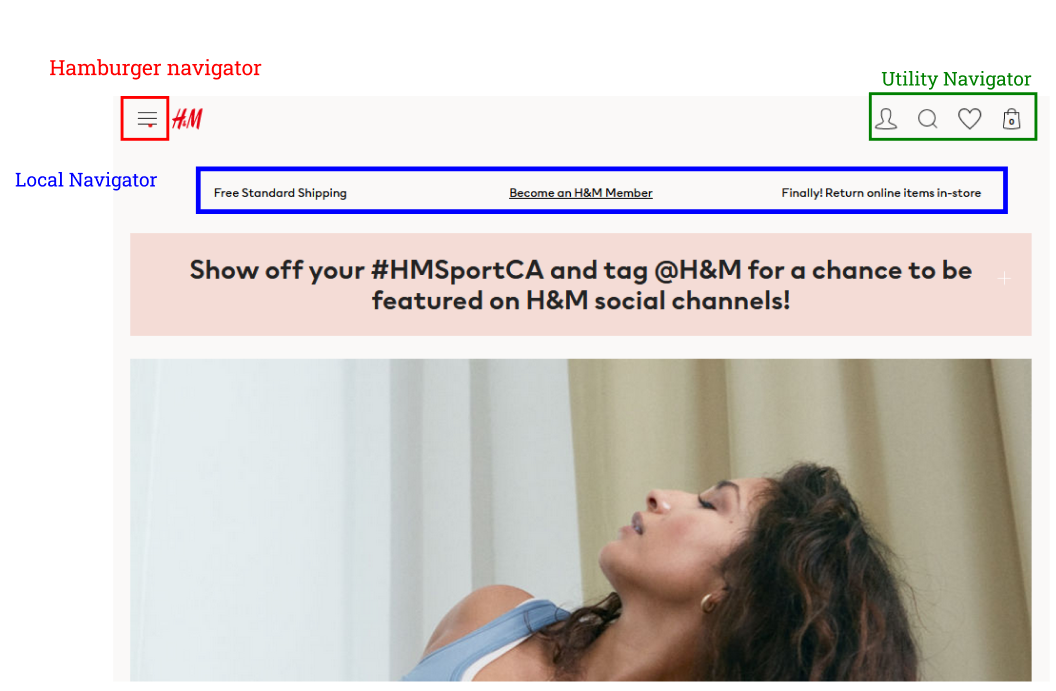 Hamburger navigator
Utility Navigator
H&M
0
Local Navigator
Free Standard Shipping
Become an H&M Member
Finally! Return online items in-store
Show off your #HMSportCA and tag @H&M for a chance to be
featured on H&M social channels!